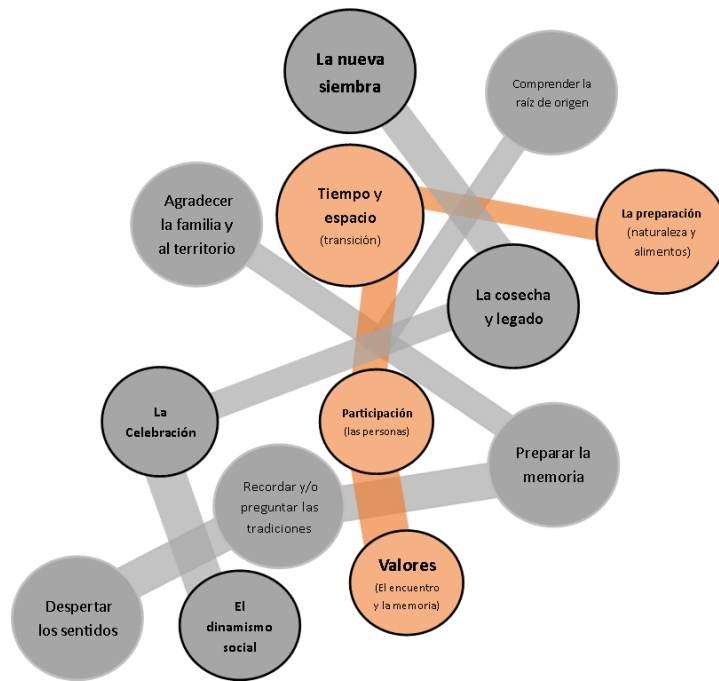 La nueva
siembra
Comprender la
raíz de origen
Tiempo y
espacio
(transición)
Agradecer
la familia y
al territorio
La preparación
(naturaleza y
alimentos)
La cosecha
y legado
La
Celebración
Participación
(las personas)
Preparar la
memoria
Recordar y/o
preguntar las
tradiciones
Valores
(El encuentro
y la memoria)
Despertar
los sentidos
El
dinamismo
social